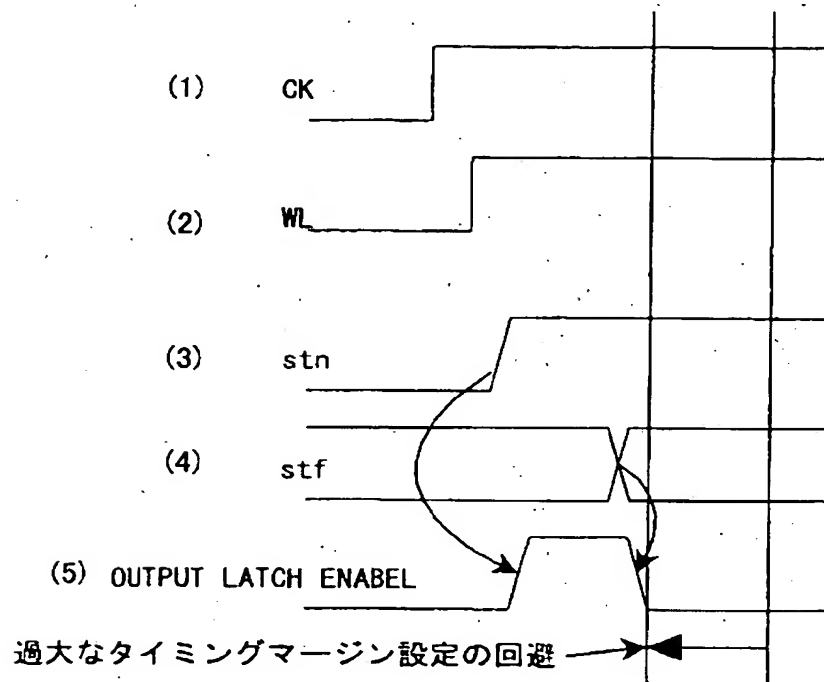 (1) CK
(2) WL
(3) stn
(4) stf
(5) OUTPUT LATCH ENABEL
過大なタイミングマージン設定の回避